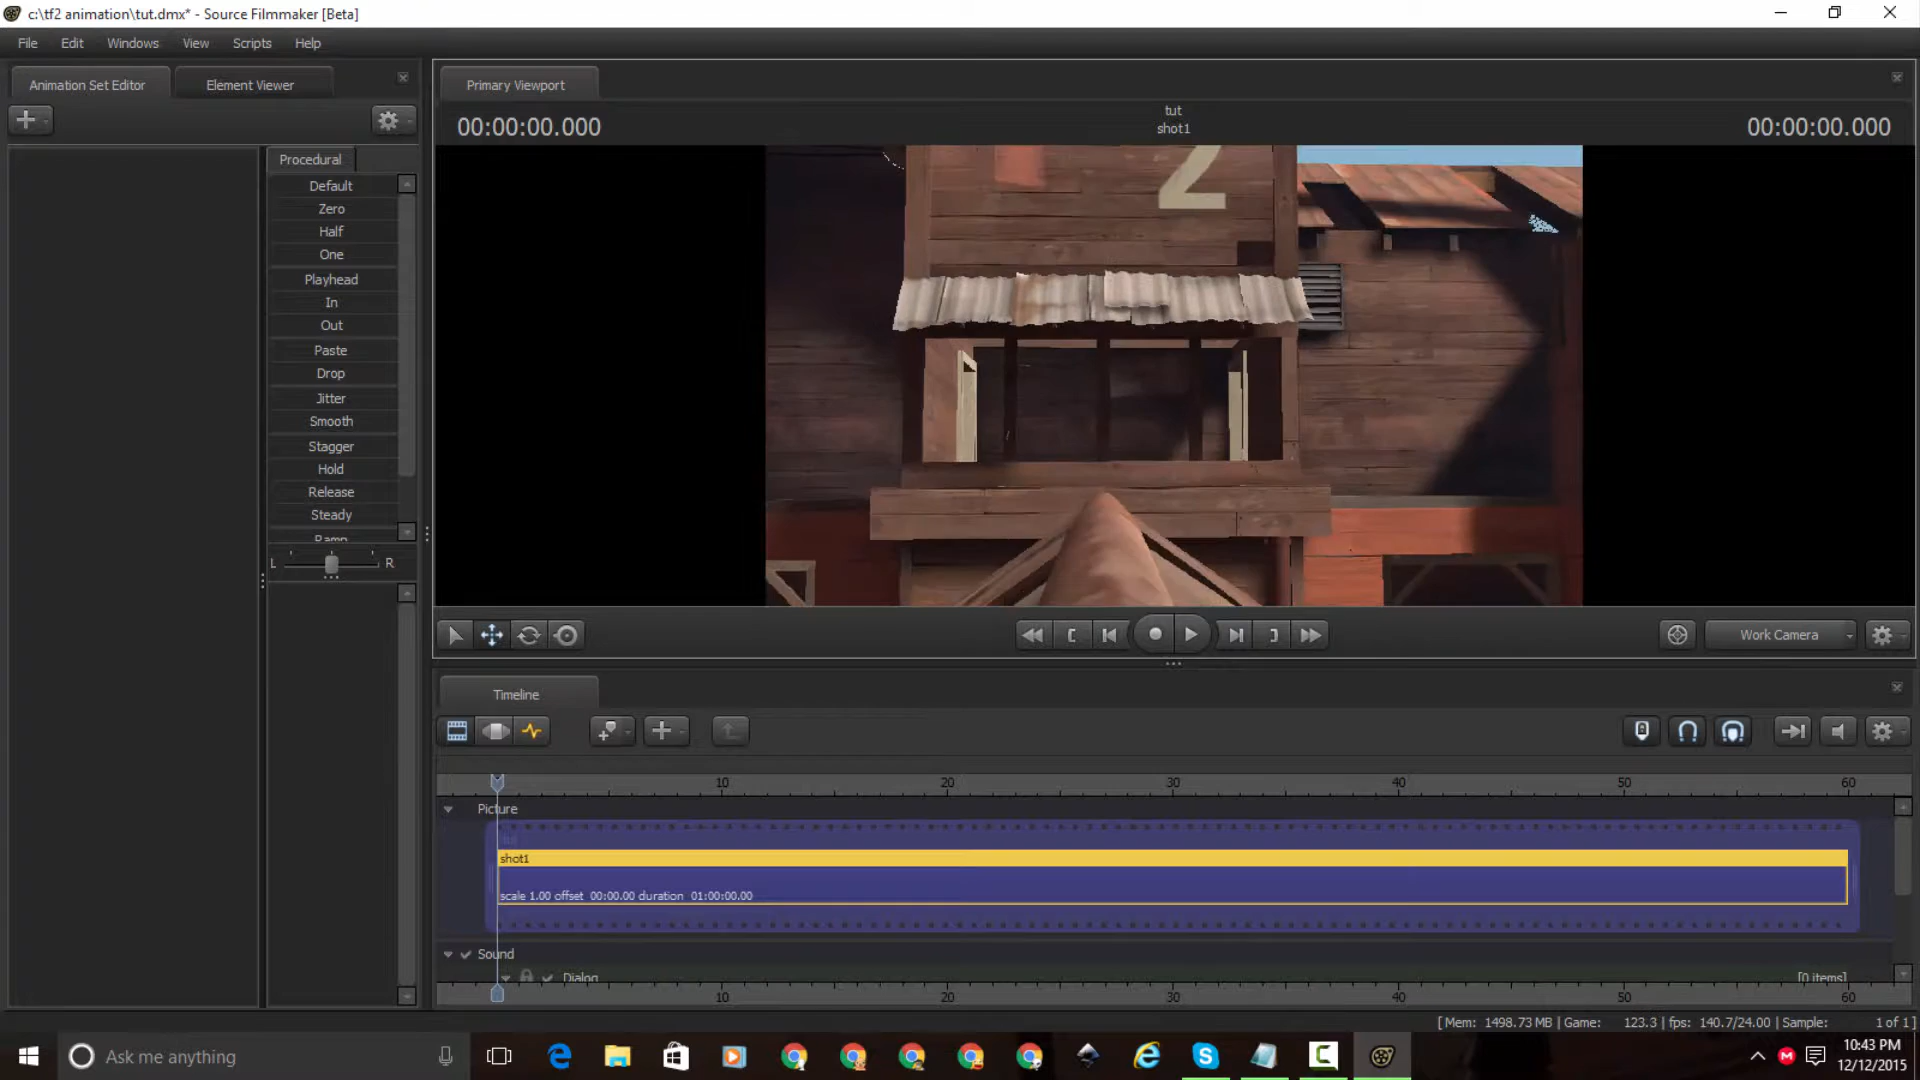 c:\tf2 animation\tut.dmx* - Source Filmmaker [Beta]
File Edit Windows View Scripts Help
Animation Set Editor Element Viewer
Primary Viewport
tut
00:00:00.000 shot1 00:00:00.000
Procedural
Default
Zero
Half
One
Playhead
In
Out
Paste
Drop
Jitter
Smooth
Stagger
Hold
Release
Steady
Ramp
L R
2
Work Camera
Timeline
10 20 30 40 50 60
Picture
shot1
scale 1.00 offset 00:00.00 duration 01:00:00.00
Sound
Dialog [0 items]
10 20 30 40 50 60
[ Mem: 1498.73 MB | Game: 123.3 | fps: 140.7/24.00 | Sample: 1 of 1 ]
Ask me anything
10:43 PM
12/12/2015